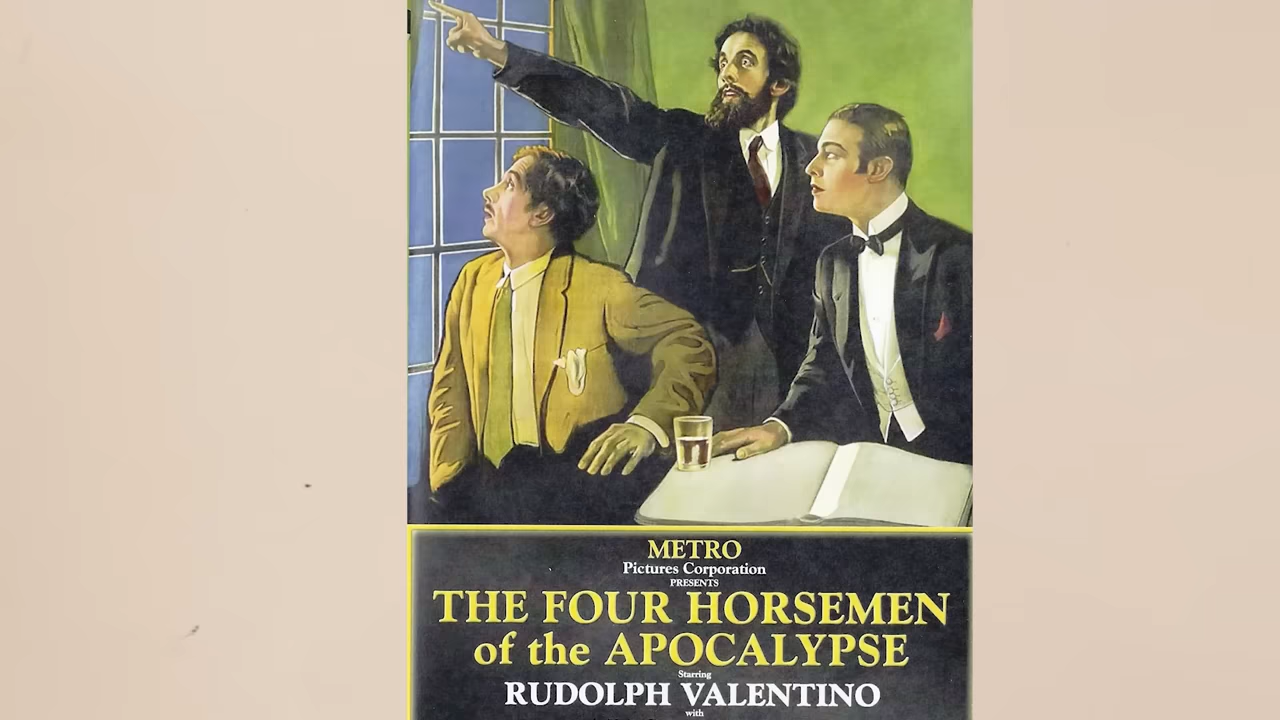 METRO
Pictures Corporation
PRESENTS
THE FOUR HORSEMEN
of the APOCALYPSE
Starring
RUDOLPH VALENTINO
with